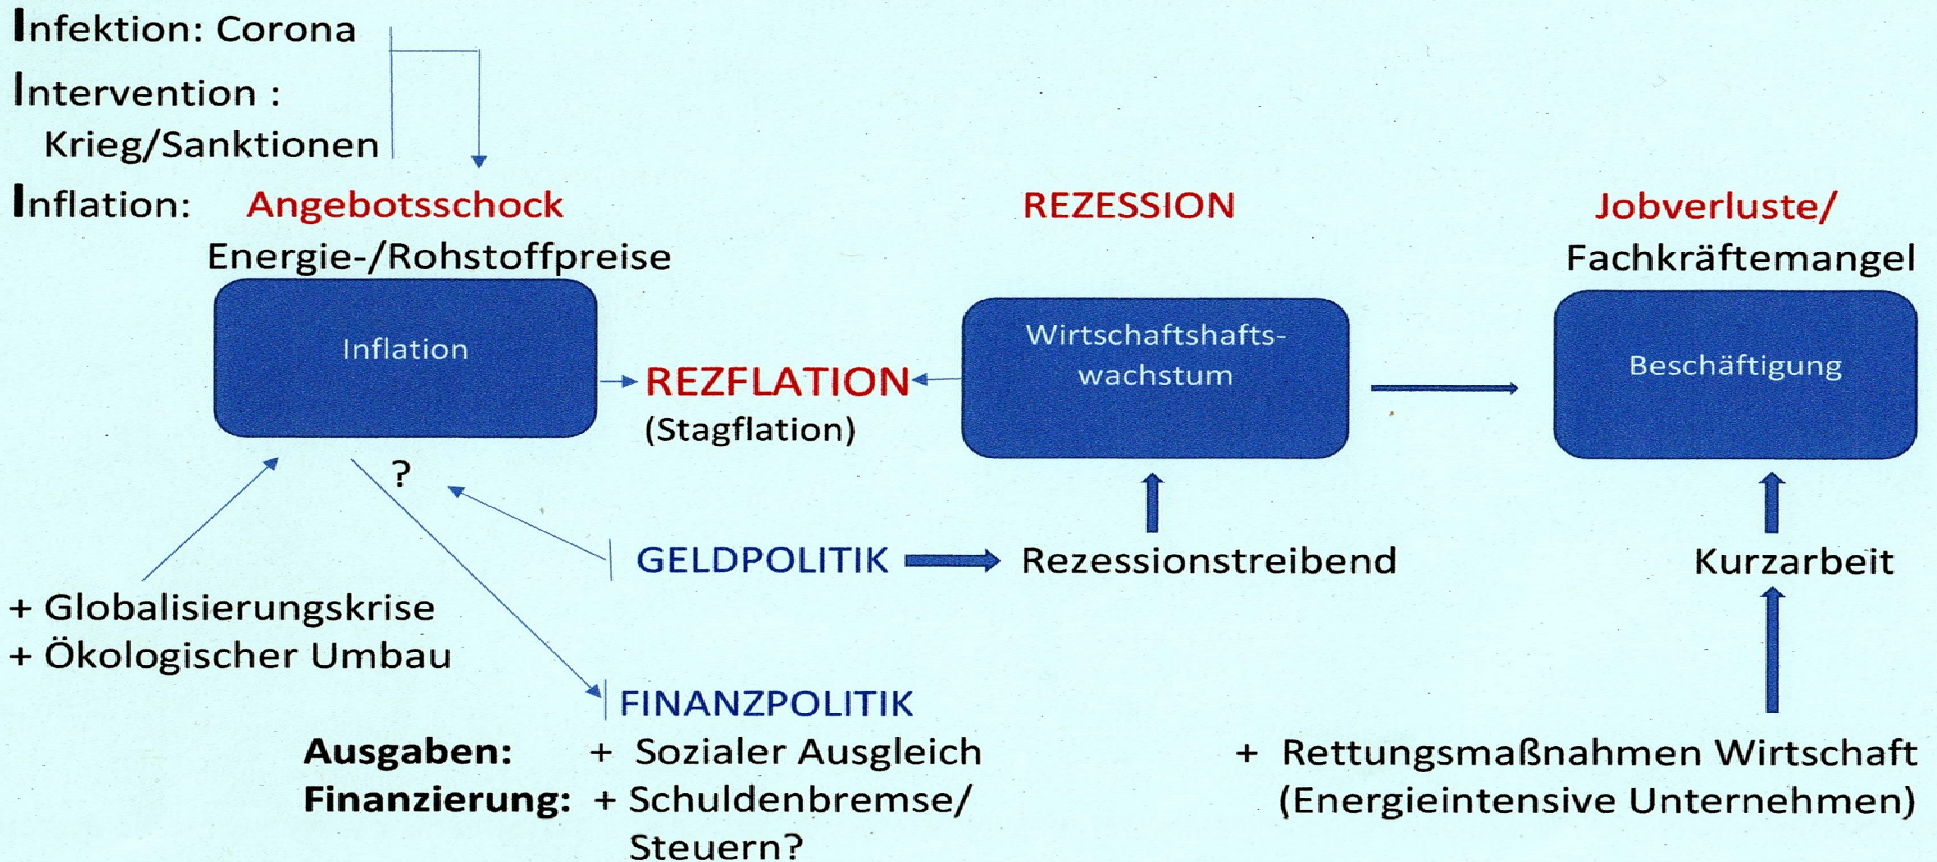 Infektion: Corona
Intervention :
Krieg/Sanktionen
Inflation: Angebotsschock REZESSION Jobverluste/
Energie-/Rohstoffpreise Fachkräftemangel
Inflation
Wirtschaftshafts-
wachstum
Beschäftigung
REZFLATION
(Stagflation)
?
GELDPOLITIK Rezessionstreibend Kurzarbeit
+ Globalisierungskrise
+ Ökologischer Umbau
FINANZPOLITIK
Ausgaben: + Sozialer Ausgleich
Finanzierung: + Schuldenbremse/
Steuern?
+ Rettungsmaßnahmen Wirtschaft
(Energieintensive Unternehmen)